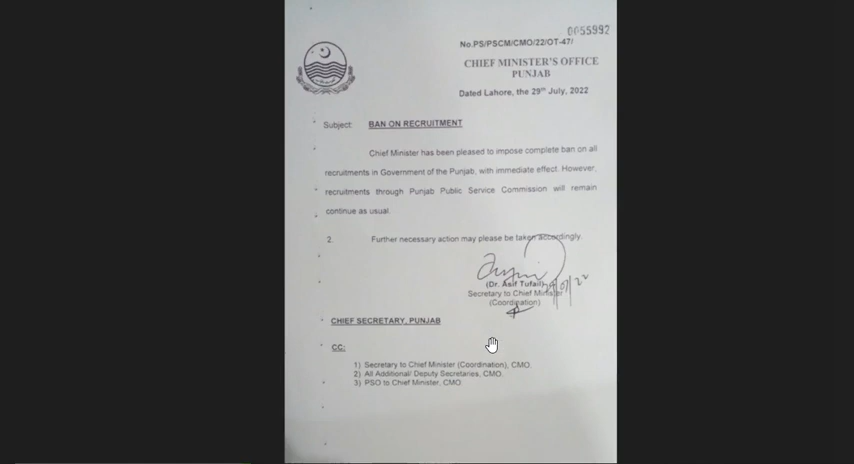 0055992
No.PS/PSCM/CMO/22/OT-47/
CHIEF MINISTER'S OFFICE
PUNJAB
Dated Lahore, the 29th July, 2022
Subject: BAN ON RECRUITMENT
Chief Minister has been pleased to impose complete ban on all
recruitments in Government of the Punjab, with immediate effect. However,
recruitments through Punjab Public Service Commission will remain
continue as usual.
2. Further necessary action may please be taken accordingly.
(Dr. Asif Tufail)
Secretary to Chief Minister
(Coordination)
CHIEF SECRETARY, PUNJAB
CC:
1) Secretary to Chief Minister (Coordination), CMO
2) All Additional/ Deputy Secretaries, CMO
3) PSO to Chief Minister, CMO